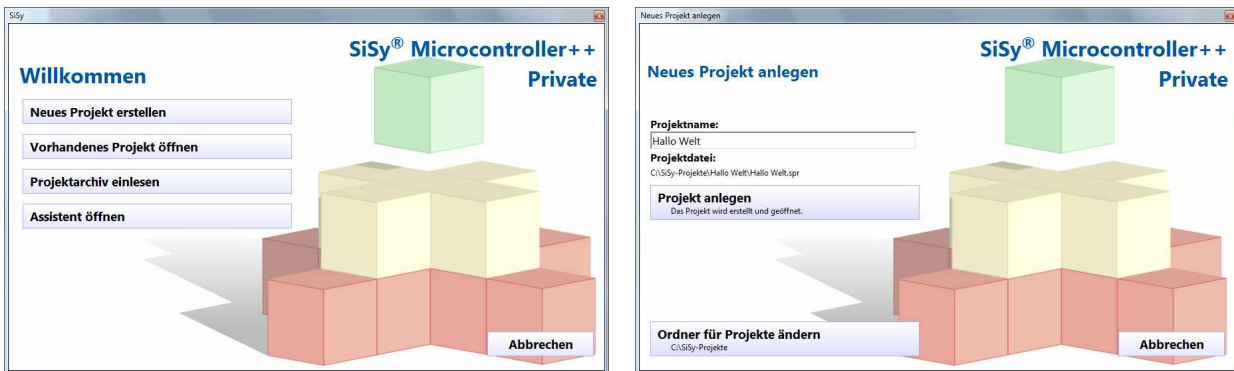 SiSy
SiSy® Microcontroller++
Private
Willkommen
Neues Projekt erstellen
Vorhandenes Projekt öffnen
Projektarchiv einlesen
Assistent öffnen
Abbrechen
Neues Projekt anlegen
SiSy® Microcontroller++
Private
Neues Projekt anlegen
Projektname:
Hallo Welt
Projektdatei:
C:\SiSy-Projekte\Hallo Welt\Hallo Welt.spr
Projekt anlegen
Das Projekt wird erstellt und geöffnet.
Ordner für Projekte ändern
C:\SiSy-Projekte
Abbrechen